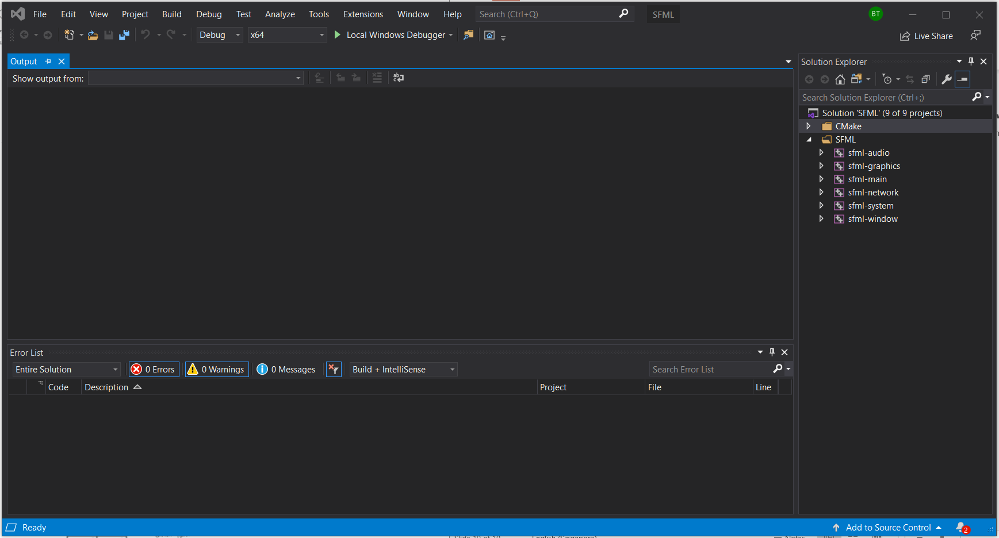 File Edit View Project Build Debug Test Analyze Tools Extensions Window Help Search (Ctrl+Q) SFML BT
Debug x64 Local Windows Debugger Live Share
Output
Show output from:
Solution Explorer
Search Solution Explorer (Ctrl+;)
Solution 'SFML' (9 of 9 projects)
CMake
SFML
sfml-audio
sfml-graphics
sfml-main
sfml-network
sfml-system
sfml-window
Error List
Entire Solution 0 Errors 0 Warnings 0 Messages Build + IntelliSense Search Error List
Code Description Project File Line
Ready Add to Source Control 2